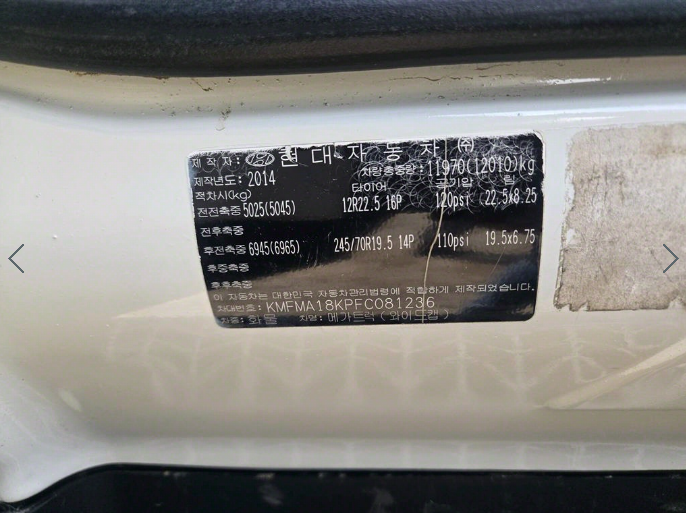 제 작 자 : 현 대 자 동 차 (주)
제작년도: 2014 차량총중량: 11970(12010)kg
적차시(kg) 타이어 공기압 림
전전축중 5025(5045) 12R22.5 16P 120psi 22.5x8.25
전후축중
후전축중 6945(6965) 245/70R19.5 14P 110psi 19.5x6.75
후중축중
후후축중
이 자동차는 대한민국 자동차관리법령에 적합하게 제작되었습니다.
차대번호: KMFMA18KPFC081236
차종: 화 물 차명: 메가트럭 ( 와이드캡 )